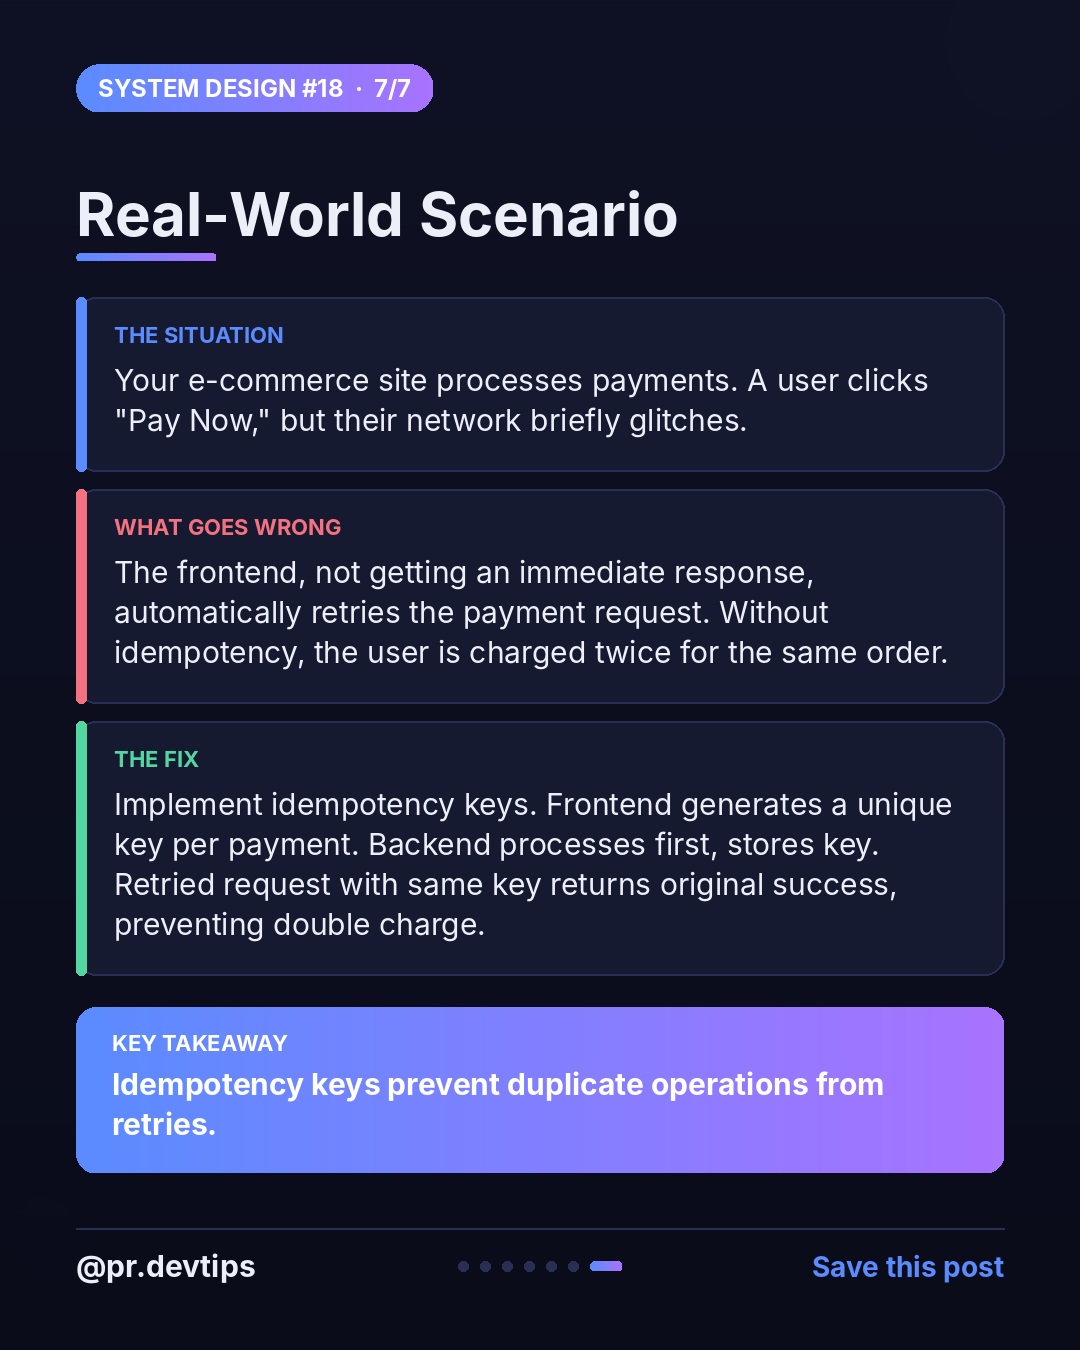 SYSTEM DESIGN #18 · 7/7
Real-World Scenario
THE SITUATION
Your e-commerce site processes payments. A user clicks
"Pay Now," but their network briefly glitches.
WHAT GOES WRONG
The frontend, not getting an immediate response,
automatically retries the payment request. Without
idempotency, the user is charged twice for the same order.
THE FIX
Implement idempotency keys. Frontend generates a unique
key per payment. Backend processes first, stores key.
Retried request with same key returns original success,
preventing double charge.
KEY TAKEAWAY
Idempotency keys prevent duplicate operations from
retries.
@pr.devtips
Save this post